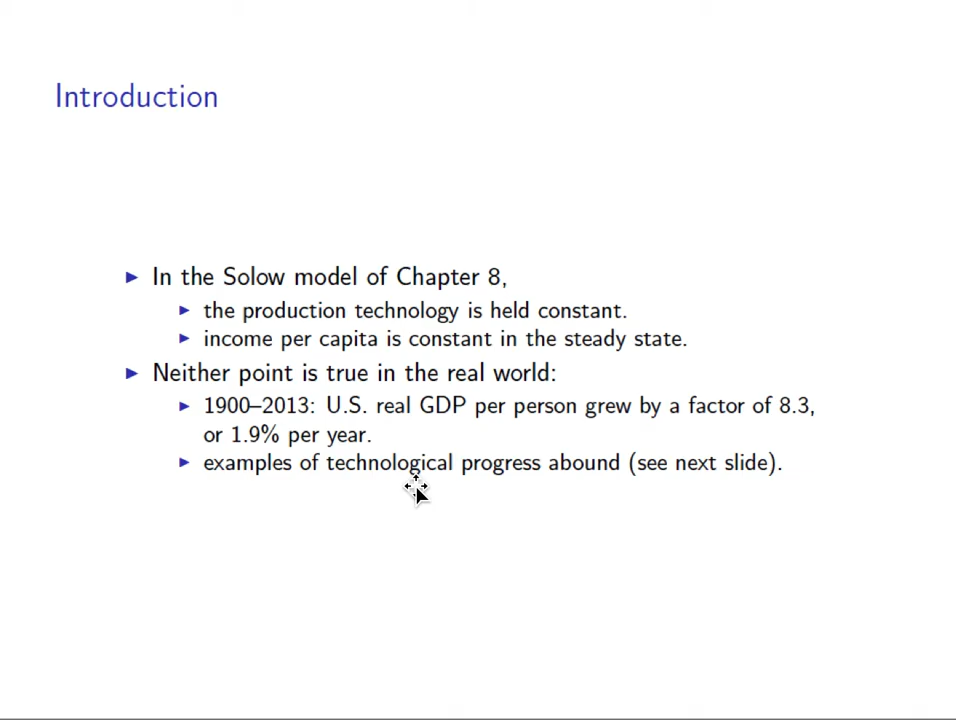 Introduction
▶ In the Solow model of Chapter 8,
▶ the production technology is held constant.
▶ income per capita is constant in the steady state.
▶ Neither point is true in the real world:
▶ 1900–2013: U.S. real GDP per person grew by a factor of 8.3,
or 1.9% per year.
▶ examples of technological progress abound (see next slide).